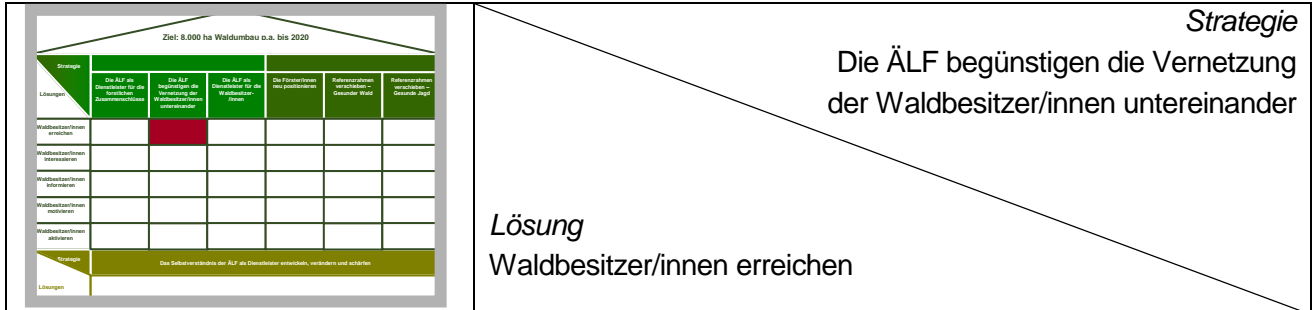 Ziel: 8.000 ha Waldumbau p.a. bis 2020
Strategie
Lösungen
Die ÄLF als
Dienstleister für die
forstlichen
Zusammenschlüsse
Die ÄLF
begünstigen die
Vernetzung der
Waldbesitzer/innen
untereinander
Die ÄLF als
Dienstleister für die
Waldbesitzer-
/innen
Die Förster/innen
neu positionieren
Referenzrahmen
verschieben –
Gesunder Wald
Referenzrahmen
verschieben –
Gesunde Jagd
Waldbesitzer/innen
erreichen
Waldbesitzer/innen
interessieren
Waldbesitzer/innen
informieren
Waldbesitzer/innen
motivieren
Waldbesitzer/innen
aktivieren
Strategie
Lösungen
Das Selbstverständnis der ÄLF als Dienstleister entwickeln, verändern und schärfen
Strategie
Die ÄLF begünstigen die Vernetzung
der Waldbesitzer/innen untereinander
Lösung
Waldbesitzer/innen erreichen